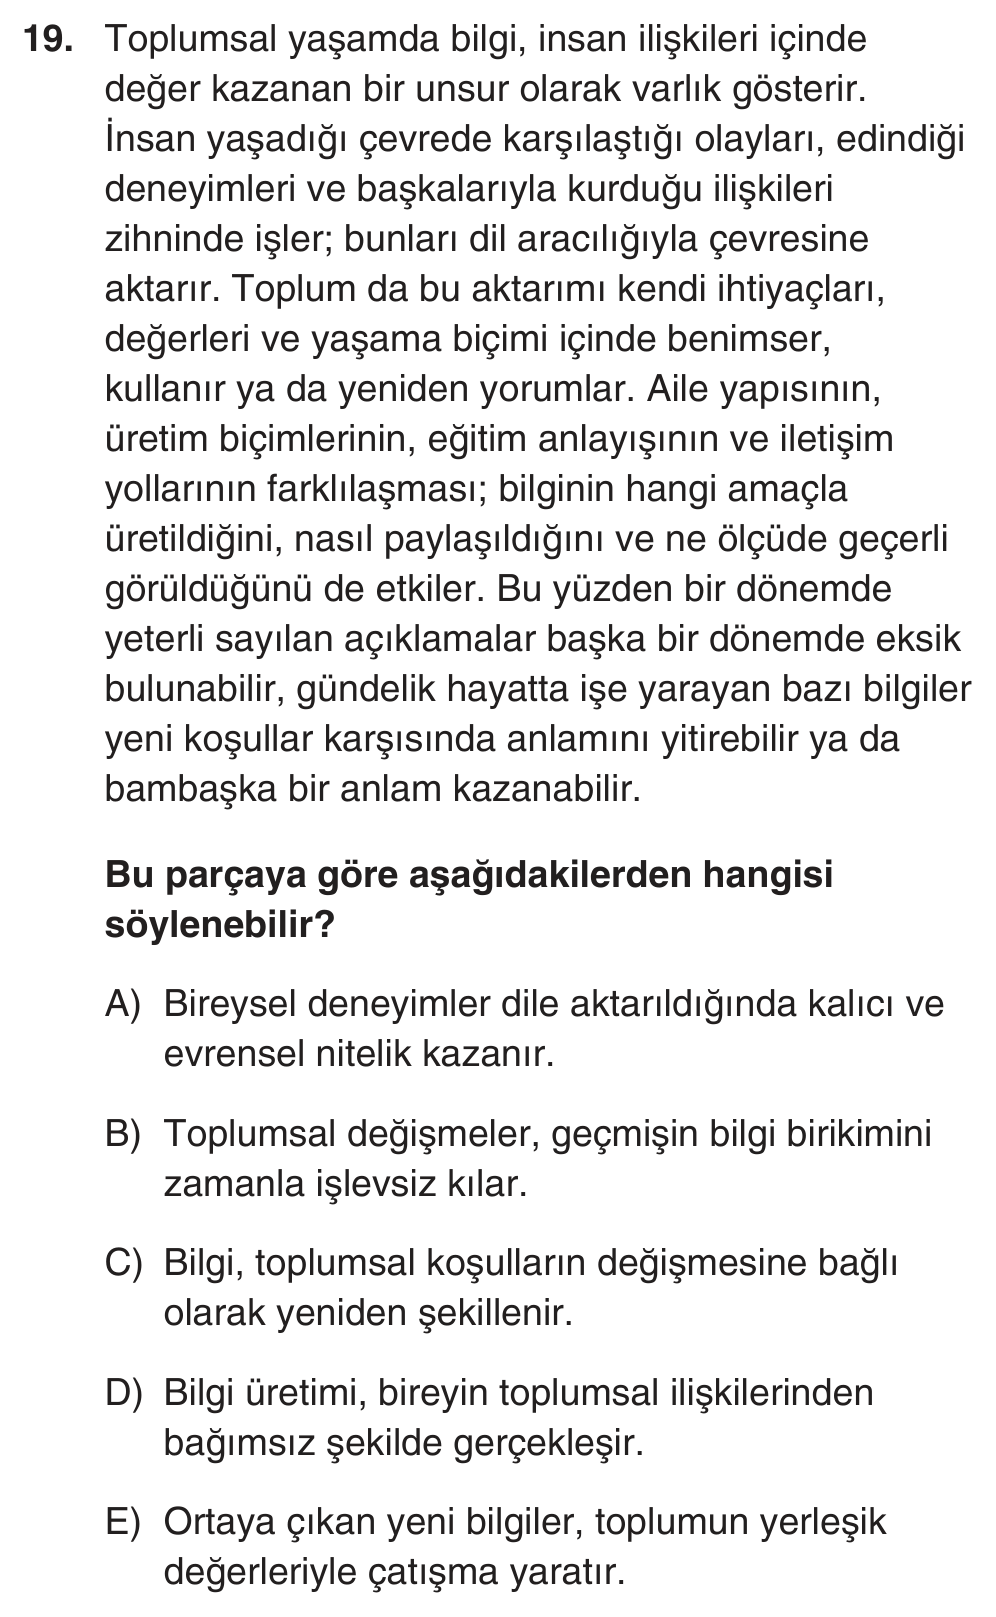 19. Toplumsal yaşamda bilgi, insan ilişkileri içinde
değer kazanan bir unsur olarak varlık gösterir.
İnsan yaşadığı çevrede karşılaştığı olayları, edindiği
deneyimleri ve başkalarıyla kurduğu ilişkileri
zihninde işler; bunları dil aracılığıyla çevresine
aktarır. Toplum da bu aktarımı kendi ihtiyaçları,
değerleri ve yaşama biçimi içinde benimser,
kullanır ya da yeniden yorumlar. Aile yapısının,
üretim biçimlerinin, eğitim anlayışının ve iletişim
yollarının farklılaşması; bilginin hangi amaçla
üretildiğini, nasıl paylaşıldığını ve ne ölçüde geçerli
görüldüğünü de etkiler. Bu yüzden bir dönemde
yeterli sayılan açıklamalar başka bir dönemde eksik
bulunabilir, gündelik hayatta işe yarayan bazı bilgiler
yeni koşullar karşısında anlamını yitirebilir ya da
bambaşka bir anlam kazanabilir.
Bu parçaya göre aşağıdakilerden hangisi
söylenebilir?
A) Bireysel deneyimler dile aktarıldığında kalıcı ve
evrensel nitelik kazanır.
B) Toplumsal değişmeler, geçmişin bilgi birikimini
zamanla işlevsiz kılar.
C) Bilgi, toplumsal koşulların değişmesine bağlı
olarak yeniden şekillenir.
D) Bilgi üretimi, bireyin toplumsal ilişkilerinden
bağımsız şekilde gerçekleşir.
E) Ortaya çıkan yeni bilgiler, toplumun yerleşik
değerleriyle çatışma yaratır.